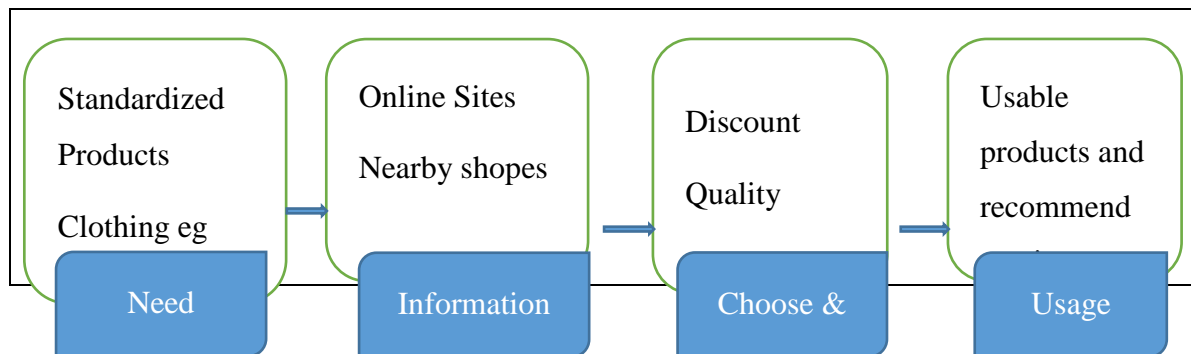 Standardized
Products
Clothing eg
Need
Online Sites
Nearby shopes
Information
Discount
Quality
Choose &
Usable
products and
recommend
Usage